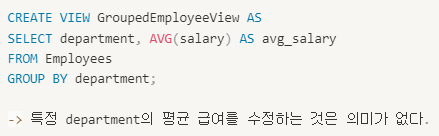 CREATE VIEW GroupedEmployeeView AS
SELECT department, AVG(salary) AS avg_salary
FROM Employees
GROUP BY department;
-> 특정 department의 평균 급여를 수정하는 것은 의미가 없다.